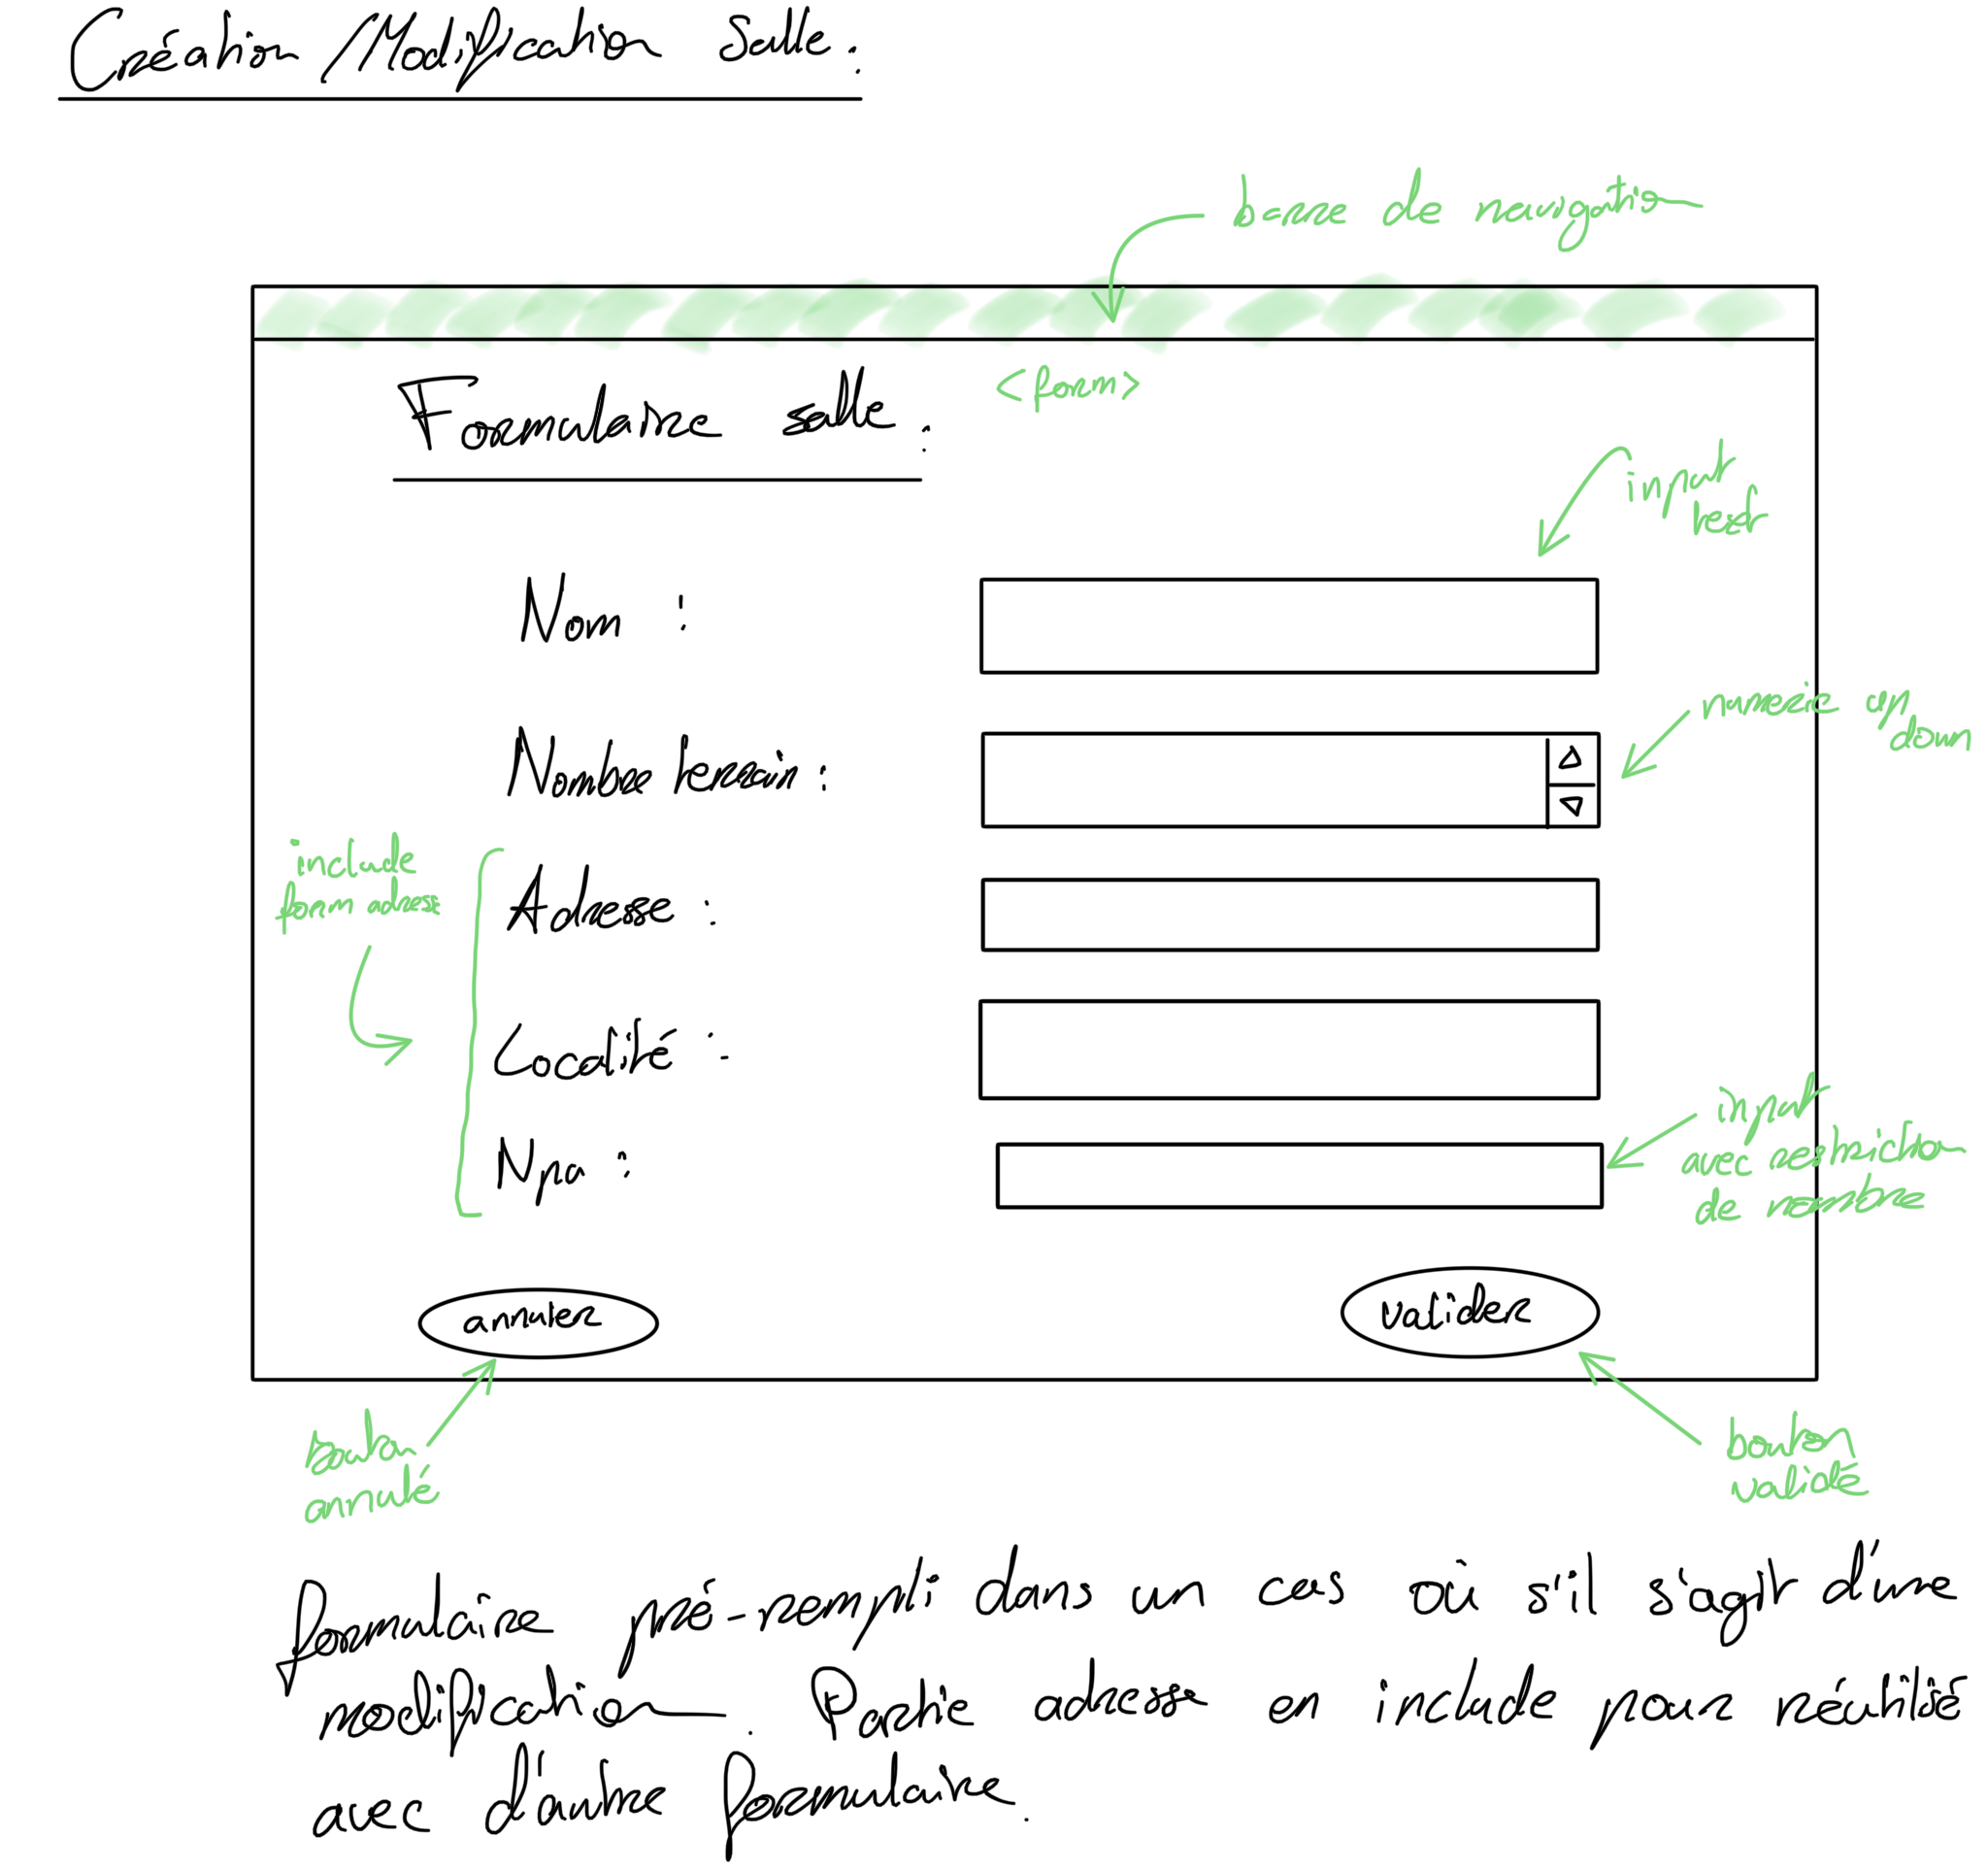 Création/Modification Salle:
barre de navigation
<form>
Formulaire salle:
input
text
Nom :
numeric up
down
Nombre terrain :
include
form adresse
Adresse :
Localité :
input
avec restriction
de nombre
Npa :
annuler
valider
bouton
annulé
bouton
validé
formulaire pré-rempli dans un cas où s'il s'agit d'une
modification. Partie adresse en include pour réutilisé
avec d'autre formulaire.